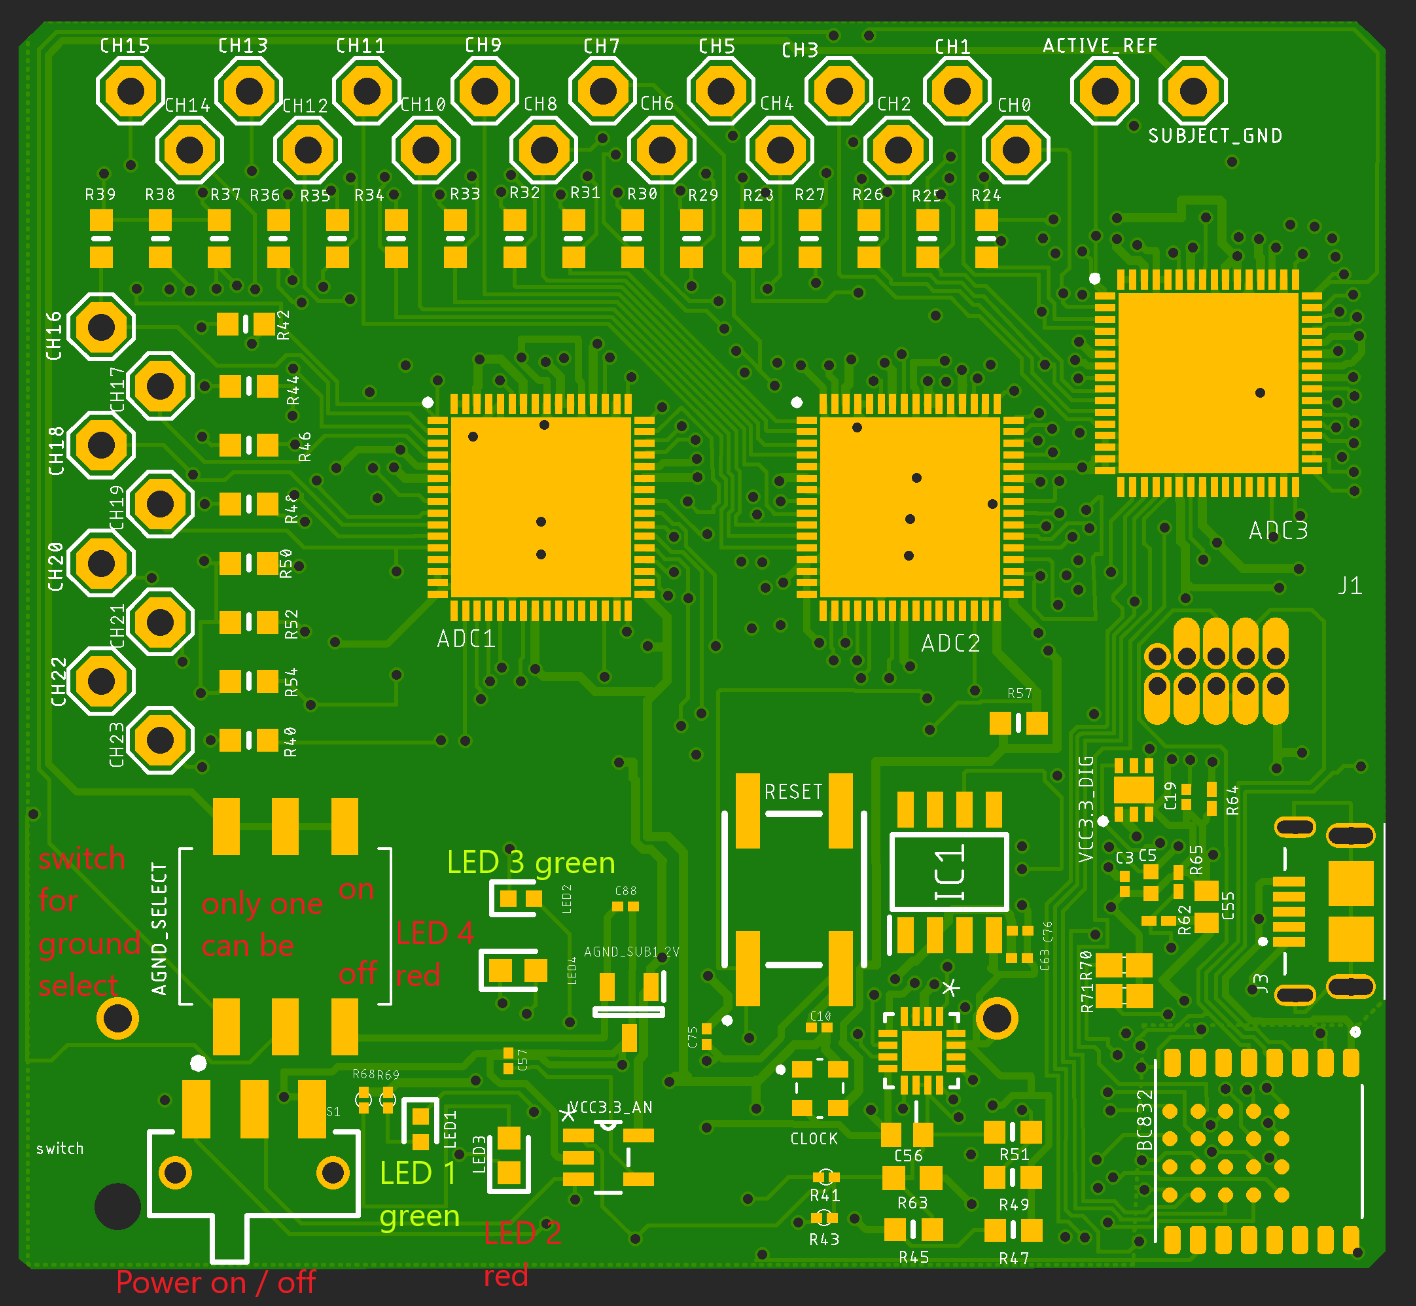 CH15 CH13 CH11 CH9 CH7 CH5 CH3 CH1 ACTIVE_REF
CH14 CH12 CH10 CH8 CH6 CH4 CH2 CH0 SUBJECT_GND
R39 R38 R37 R36 R35 R34 R33 R32 R31 R30 R29 R28 R27 R26 R25 R24
CH16 R42
CH17 R44
CH18 R46
CH19 R48
CH20 R50
CH21 R52
CH22 R54
CH23 R40
ADC1
ADC2
ADC3
J1
R57
VCC3.3_DIG
C19
R64
RESET
IC1
C3 C5 R65
R62 C55
switch
for
ground
select
AGND_SELECT
only one
can be
on
off
LED 3 green
LED2
C88
LED 4
red
LED4
AGND_SUB1.2V
C76
C63
R71 R70
J3
C75
C10
C57
R68 R69
S1
LED1
LED3
VCC3.3_AN
CLOCK
C56
R51
BC832
switch
LED 1
green
LED 2
red
R41
R63
R49
R43
R45
R47
Power on / off